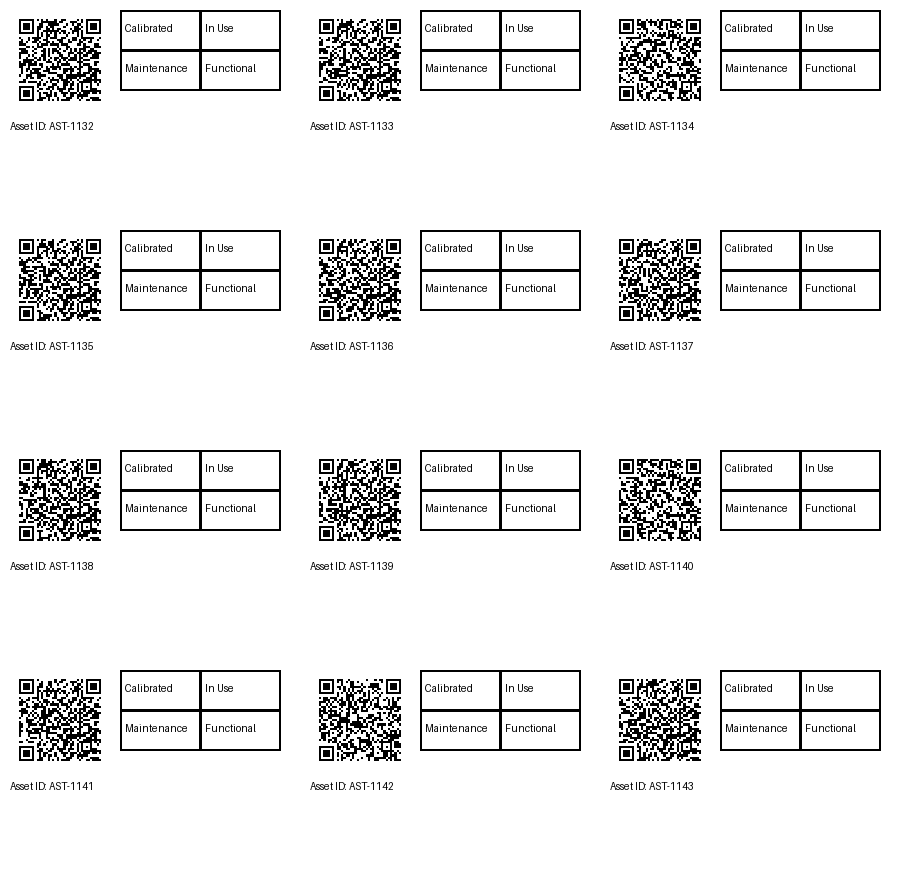 Calibrated In Use Calibrated In Use Calibrated In Use
Maintenance Functional Maintenance Functional Maintenance Functional
Asset ID: AST-1132 Asset ID: AST-1133 Asset ID: AST-1134
Calibrated In Use Calibrated In Use Calibrated In Use
Maintenance Functional Maintenance Functional Maintenance Functional
Asset ID: AST-1135 Asset ID: AST-1136 Asset ID: AST-1137
Calibrated In Use Calibrated In Use Calibrated In Use
Maintenance Functional Maintenance Functional Maintenance Functional
Asset ID: AST-1138 Asset ID: AST-1139 Asset ID: AST-1140
Calibrated In Use Calibrated In Use Calibrated In Use
Maintenance Functional Maintenance Functional Maintenance Functional
Asset ID: AST-1141 Asset ID: AST-1142 Asset ID: AST-1143